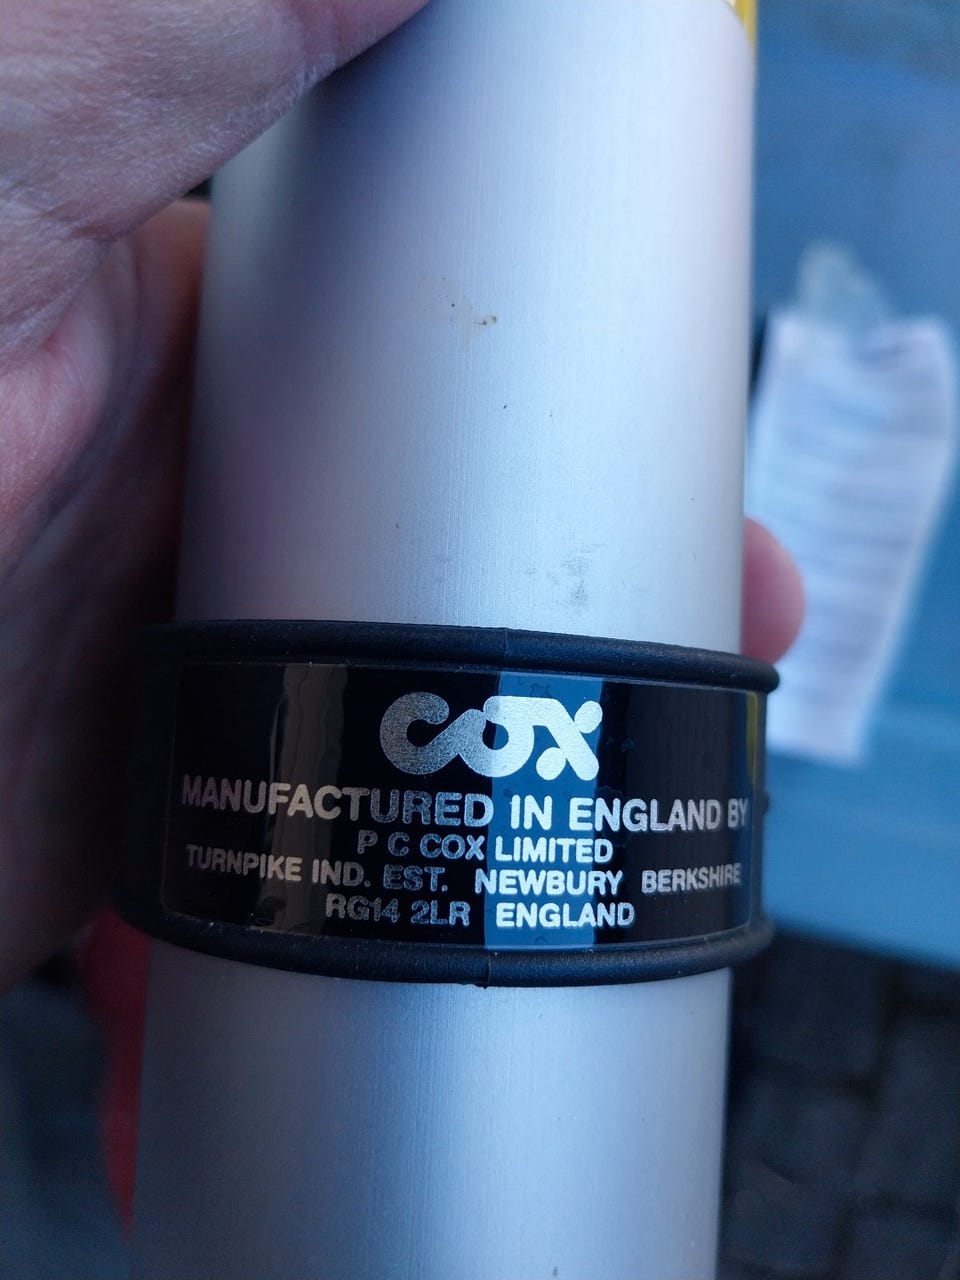 COX
MANUFACTURED IN ENGLAND BY
P C COX LIMITED
TURNPIKE IND. EST. NEWBURY BERKSHIRE
RG14 2LR ENGLAND